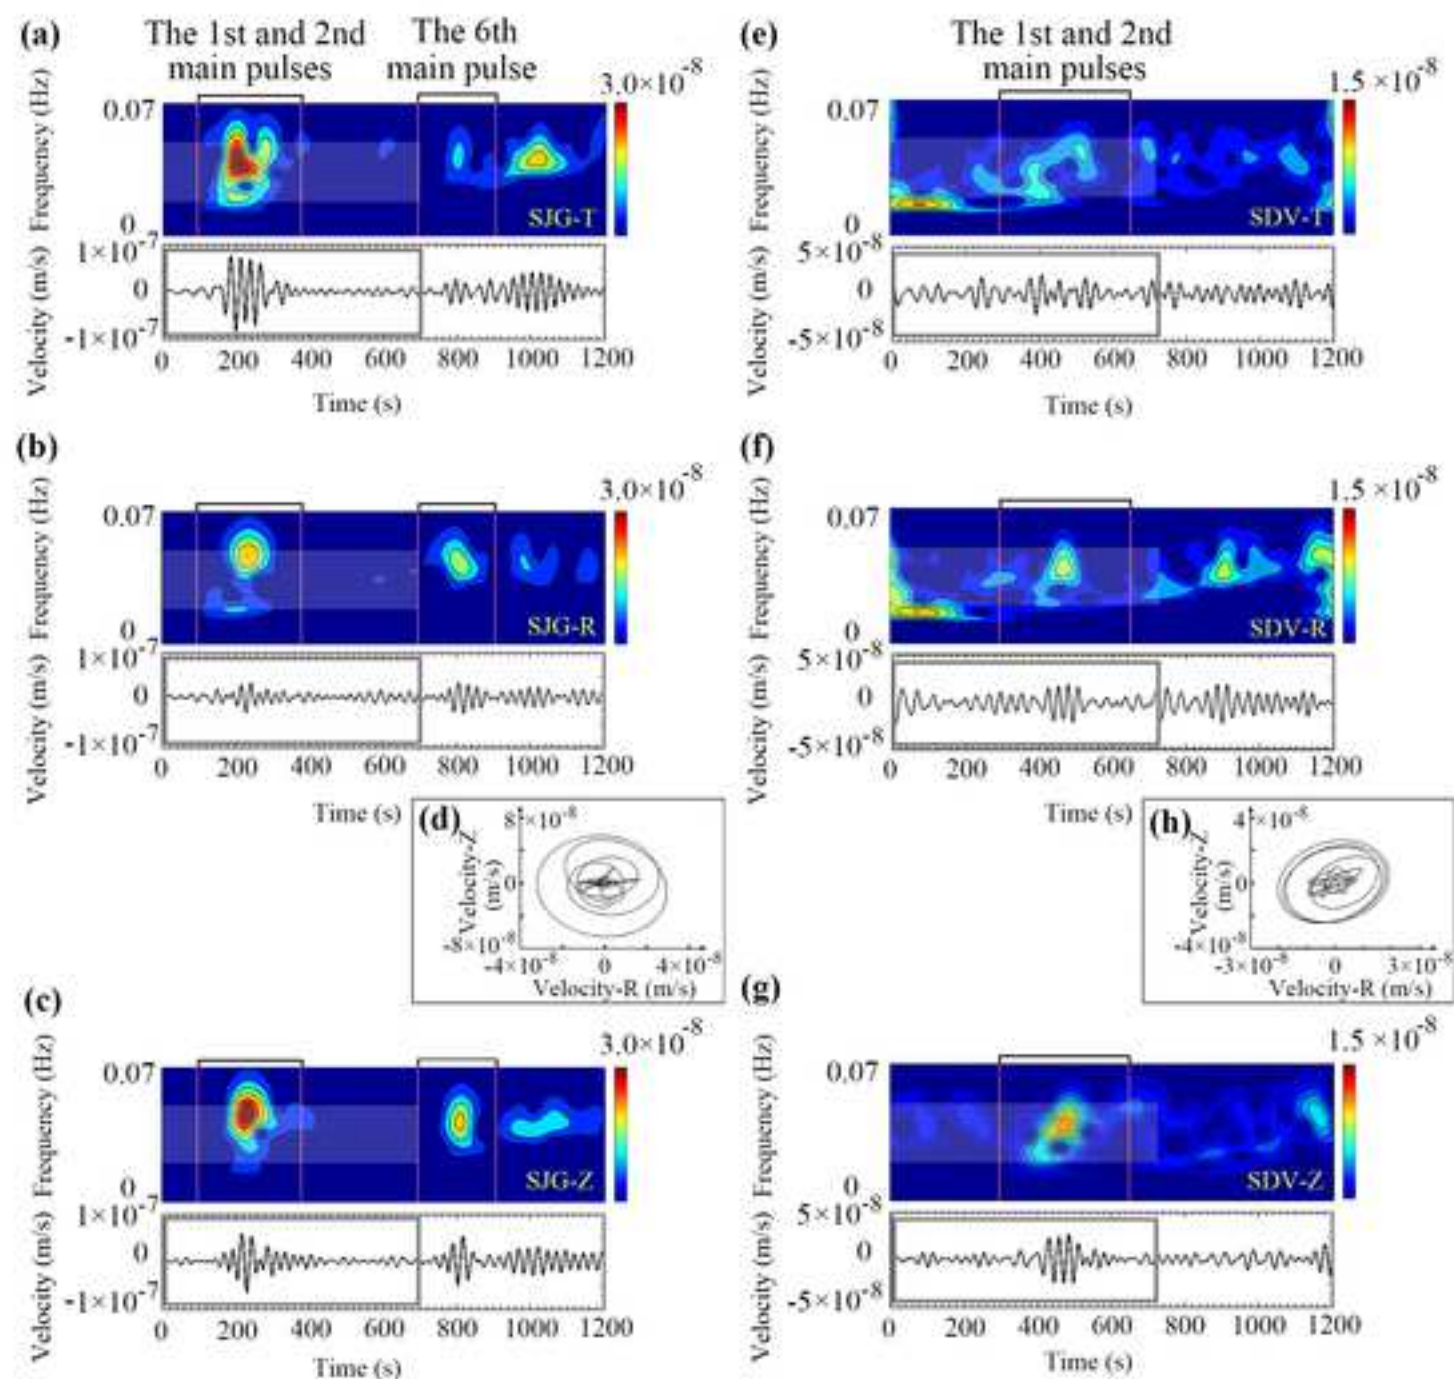 (a)
The 1st and 2nd
main pulses
The 6th
main pulse
3.0×10⁻⁸
Frequency (Hz)
0.07
0
SJG-T
Velocity (m/s)
1×10⁻⁷
0
-1×10⁻⁷
0 200 400 600 800 1000 1200
Time (s)
(b)
3.0×10⁻⁸
Frequency (Hz)
0.07
0
SJG-R
Velocity (m/s)
1×10⁻⁷
0
-1×10⁻⁷
0 200 400 600 800 1000 1200
Time (s)
(d)
Velocity-Z
(m/s)
8×10⁻⁸
0
-8×10⁻⁸
-4×10⁻⁸ 0 4×10⁻⁸
Velocity-R (m/s)
(c)
3.0×10⁻⁸
Frequency (Hz)
0.07
0
SJG-Z
Velocity (m/s)
1×10⁻⁷
0
-1×10⁻⁷
0 200 400 600 800 1000 1200
Time (s)
(e)
The 1st and 2nd
main pulses
1.5 ×10⁻⁸
Frequency (Hz)
0.07
0
SDV-T
Velocity (m/s)
5×10⁻⁸
0
-5×10⁻⁸
0 200 400 600 800 1000 1200
Time (s)
(f)
1.5 ×10⁻⁸
Frequency (Hz)
0.07
0
SDV-R
Velocity (m/s)
5×10⁻⁸
0
-5×10⁻⁸
0 200 400 600 800 1000 1200
Time (s)
(h)
Velocity-Z
(m/s)
4×10⁻⁸
0
-4×10⁻⁸
-3×10⁻⁸ 0 3×10⁻⁸
Velocity-R (m/s)
(g)
1.5 ×10⁻⁸
Frequency (Hz)
0.07
0
SDV-Z
Velocity (m/s)
5×10⁻⁸
0
-5×10⁻⁸
0 200 400 600 800 1000 1200
Time (s)